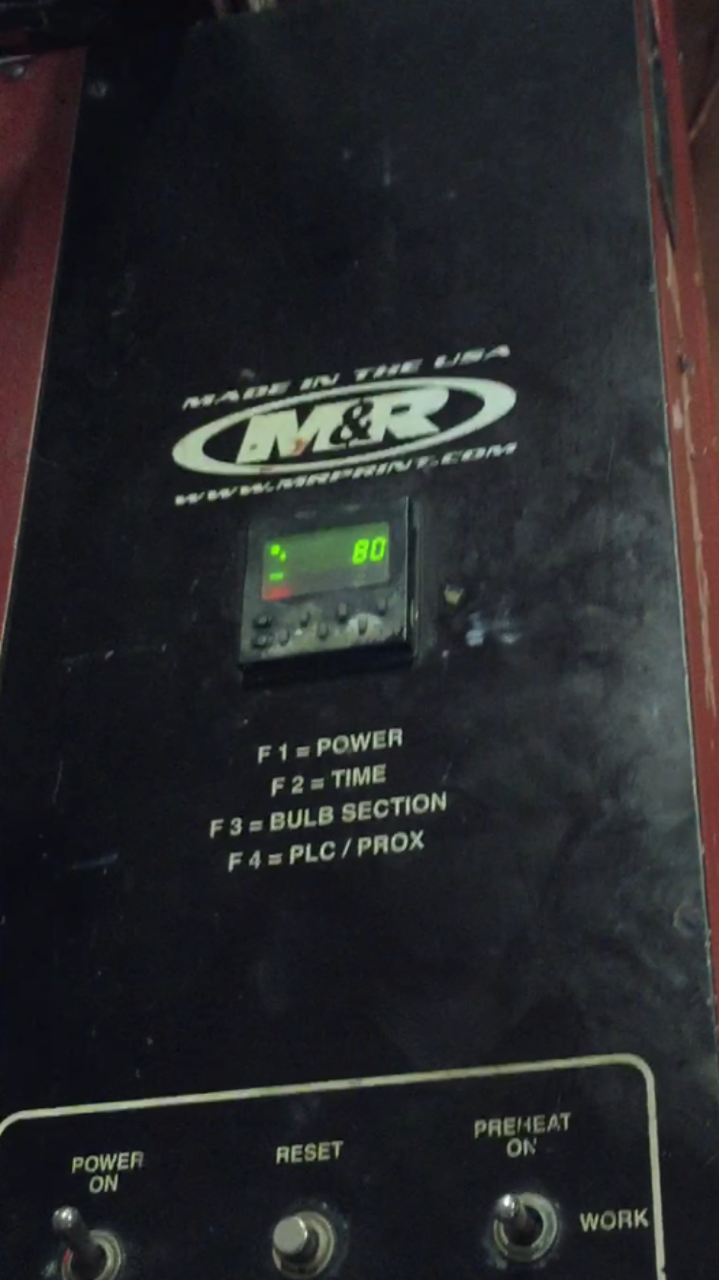 MADE IN THE USA
M&R
WWW.MRPRINT.COM
80
F 1 = POWER
F 2 = TIME
F 3 = BULB SECTION
F 4 = PLC / PROX
POWER
ON
RESET
PREHEAT
ON
WORK